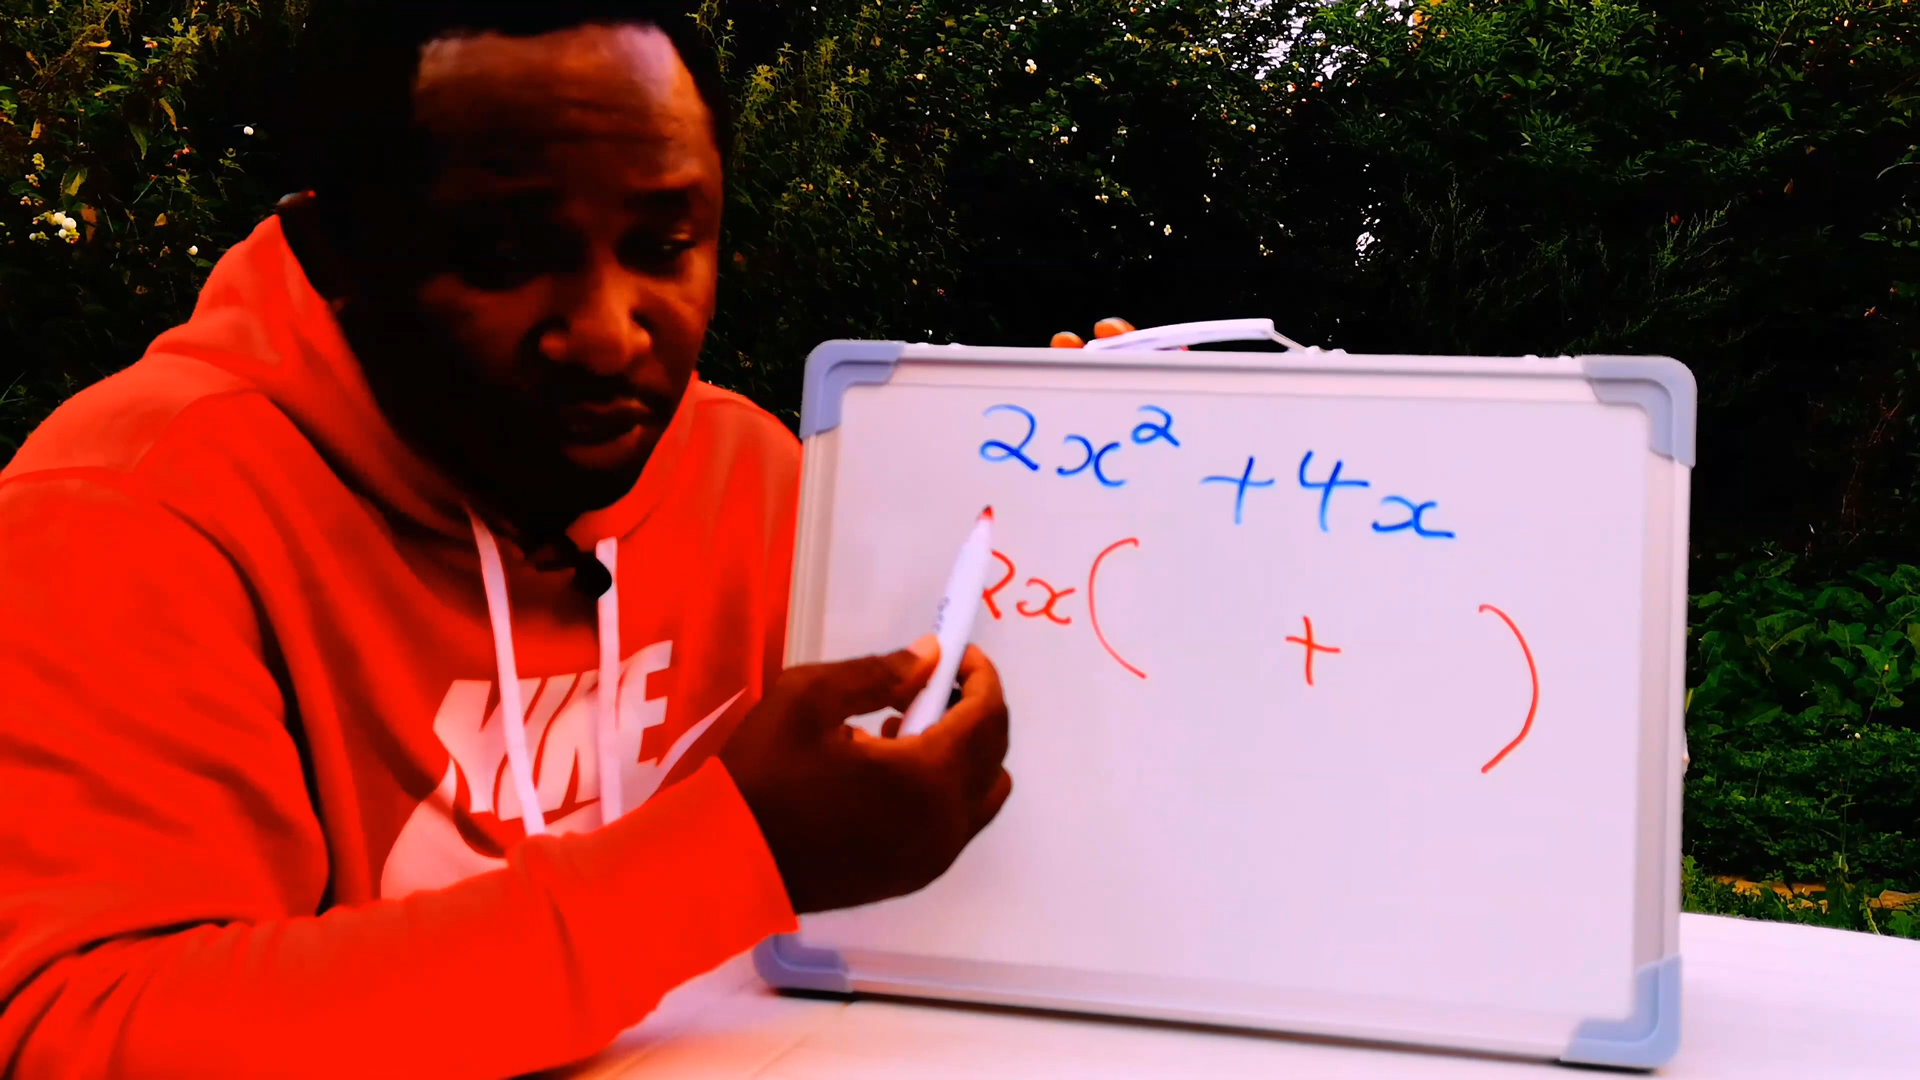 2x² + 4x
2x( + )
NIKE